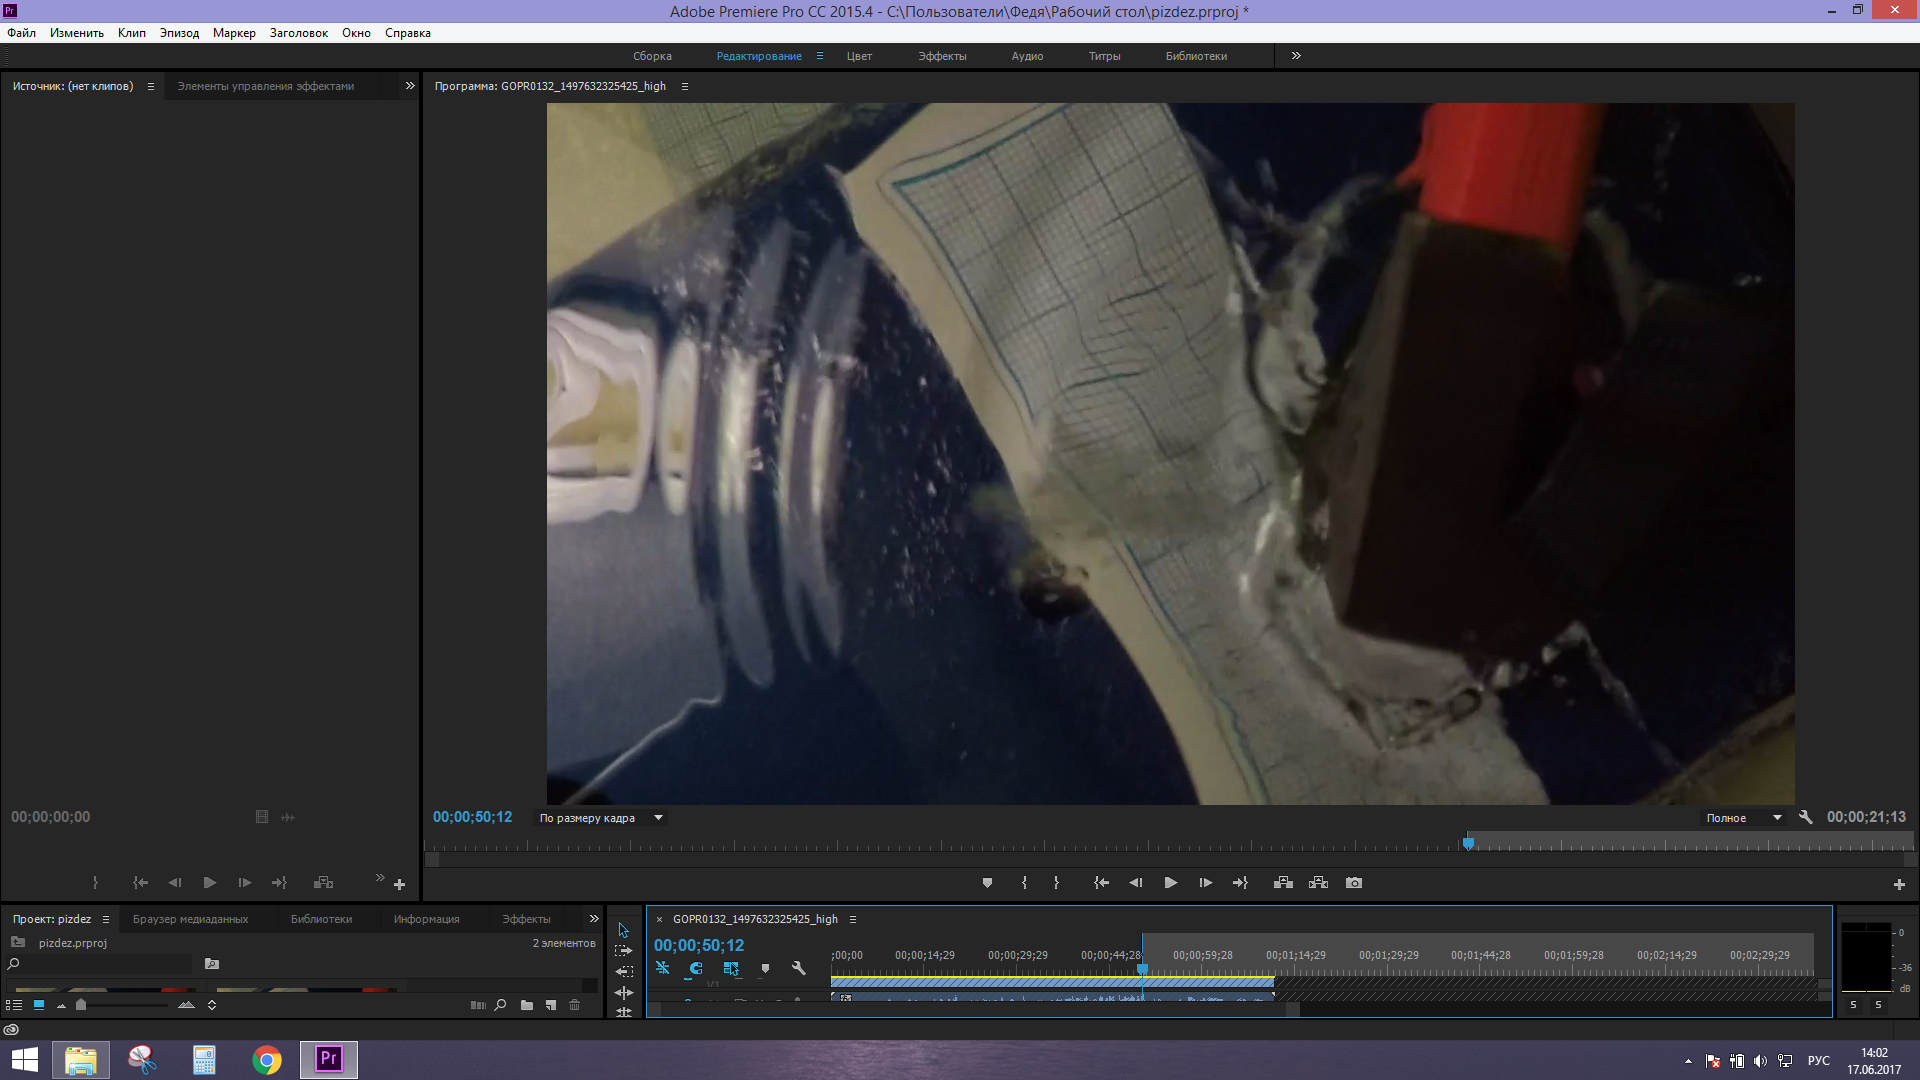 Pr
Adobe Premiere Pro CC 2015.4 - C:\Пользователи\Федя\Рабочий стол\pizdez.prproj *
Файл Изменить Клип Эпизод Маркер Заголовок Окно Справка
Сборка Редактирование Цвет Эффекты Аудио Титры Библиотеки
Источник: (нет клипов) Элементы управления эффектами
Программа: GOPR0132_1497632325425_high
00;00;00;00
00;00;50;12 По размеру кадра Полное 00;00;21;13
Проект: pizdez Браузер медиаданных Библиотеки Информация Эффекты
pizdez.prproj 2 элементов
GOPR0132_1497632325425_high
00;00;50;12
;00;00 00;00;14;29 00;00;29;29 00;00;44;28 00;00;59;28 00;01;14;29 00;01;29;29 00;01;44;28 00;01;59;28 00;02;14;29 00;02;29;29
V1
0
-36
dB
S S
Pr
РУС
14:02
17.06.2017